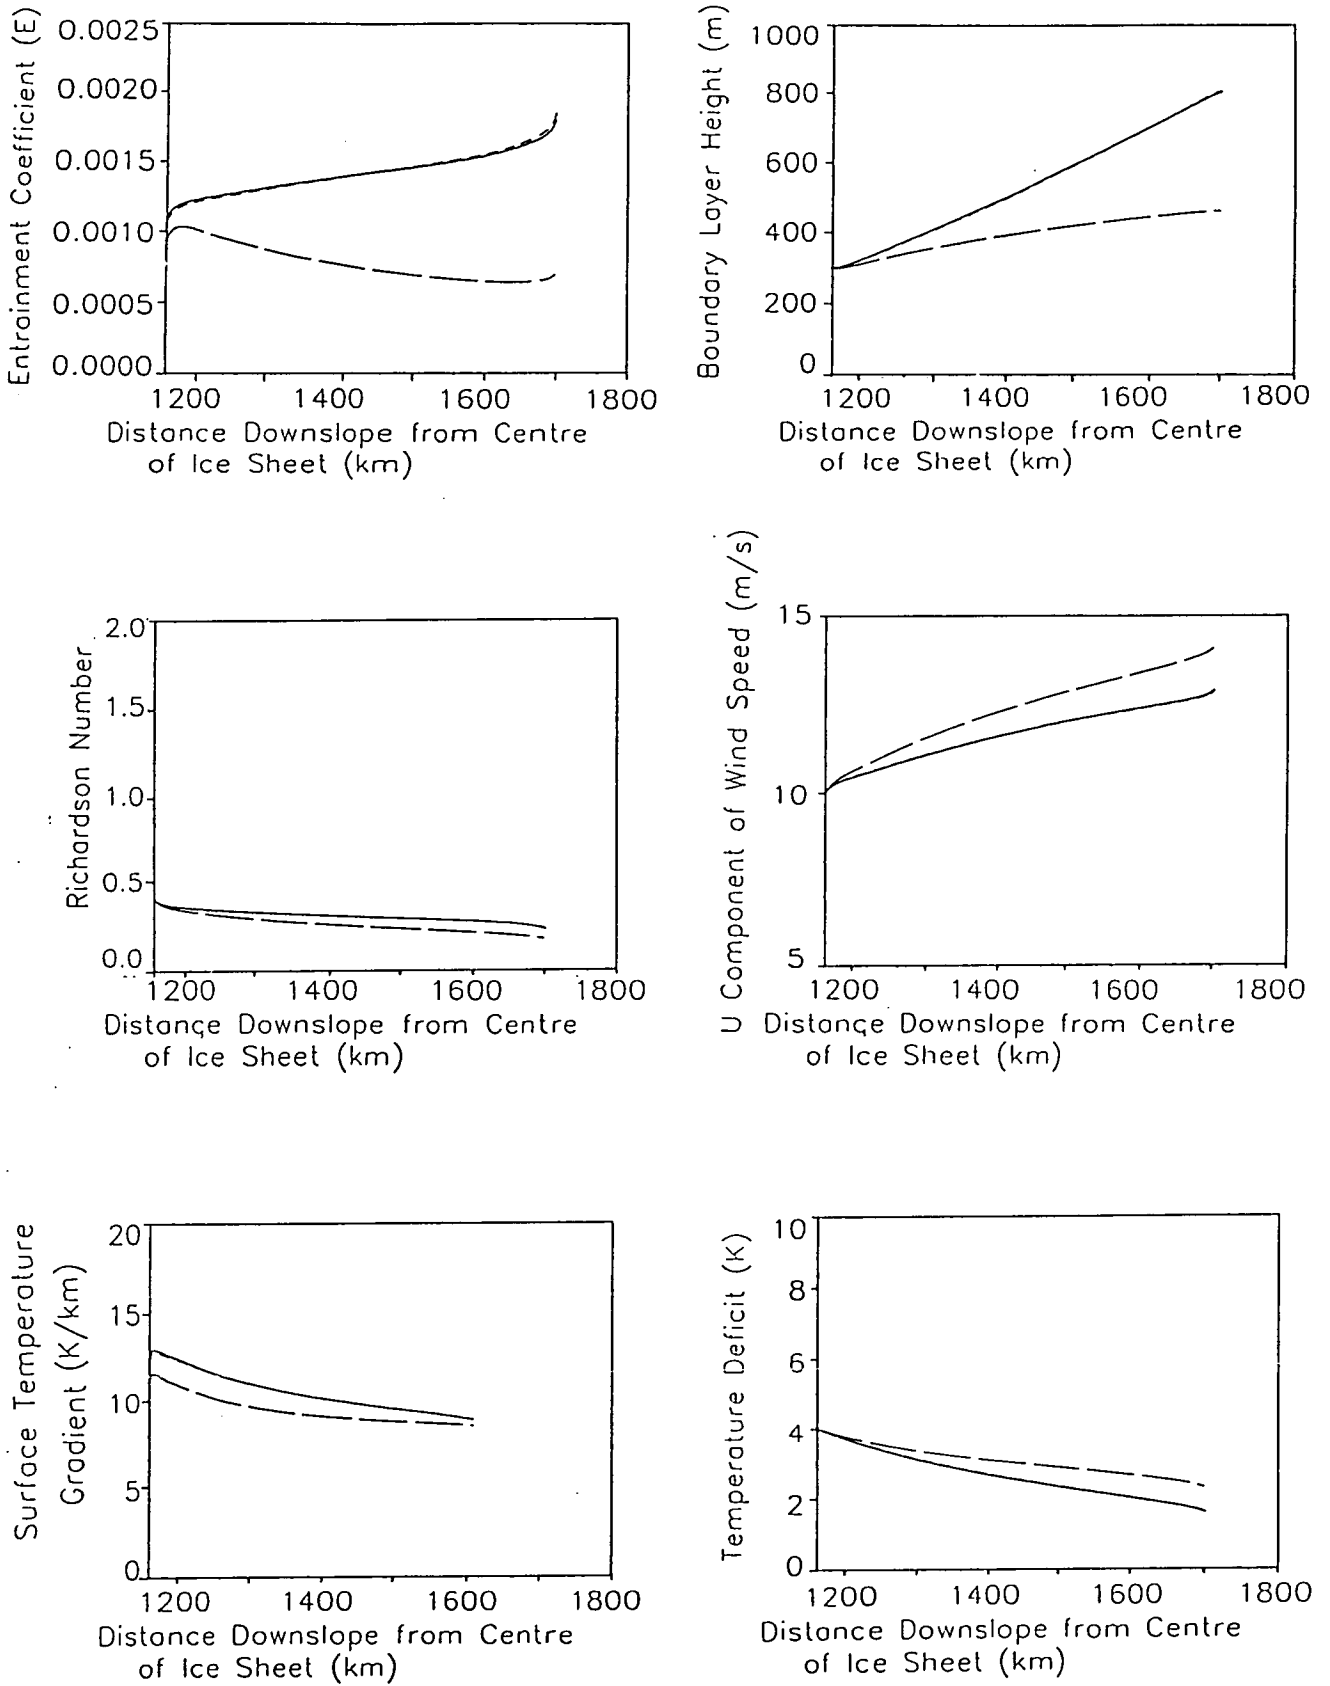 Entrainment Coefficient (E)
0.0025
0.0020
0.0015
0.0010
0.0005
0.0000
1200 1400 1600 1800
Distance Downslope from Centre
of Ice Sheet (km)
Boundary Layer Height (m)
1000
800
600
400
200
0
1200 1400 1600 1800
Distance Downslope from Centre
of Ice Sheet (km)
Richardson Number
2.0
1.5
1.0
0.5
0.0
1200 1400 1600 1800
Distance Downslope from Centre
of Ice Sheet (km)
U Component of Wind Speed (m/s)
15
10
5
1200 1400 1600 1800
Distance Downslope from Centre
of Ice Sheet (km)
Surface Temperature
Gradient (K/km)
20
15
10
5
0
1200 1400 1600 1800
Distance Downslope from Centre
of Ice Sheet (km)
Temperature Deficit (K)
10
8
6
4
2
0
1200 1400 1600 1800
Distance Downslope from Centre
of Ice Sheet (km)